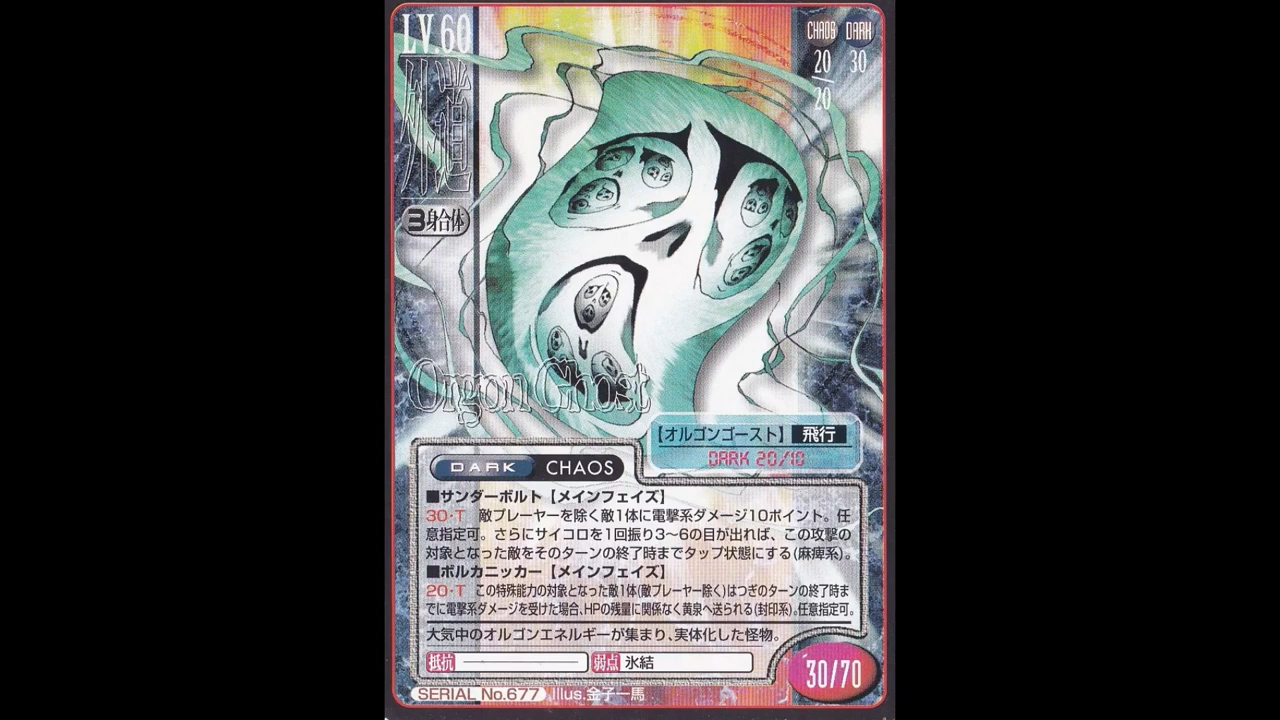 LV.60
外道
3身合体
CHAOS DARK
20/20 30
Orgon Ghost
【オルゴンゴースト】 飛行
DARK 20/10
DARK CHAOS
■サンダーボルト【メインフェイズ】
30・T 敵プレーヤーを除く敵1体に電撃系ダメージ10ポイント。任
意指定可。さらにサイコロを1回振り3〜6の目が出れば、この攻撃の
対象となった敵をそのターンの終了時までタップ状態にする(麻痺系)。
■ボルカニッカー【メインフェイズ】
20・T この特殊能力の対象となった敵1体(敵プレーヤー除く)はつぎのターンの終了時ま
でに電撃系ダメージを受けた場合、HPの残量に関係なく黄泉へ送られる(封印系)。任意指定可。
大気中のオルゴンエネルギーが集まり、実体化した怪物。
抵抗 ———— 弱点 氷結
30/70
SERIAL No.677 Illus.金子一馬